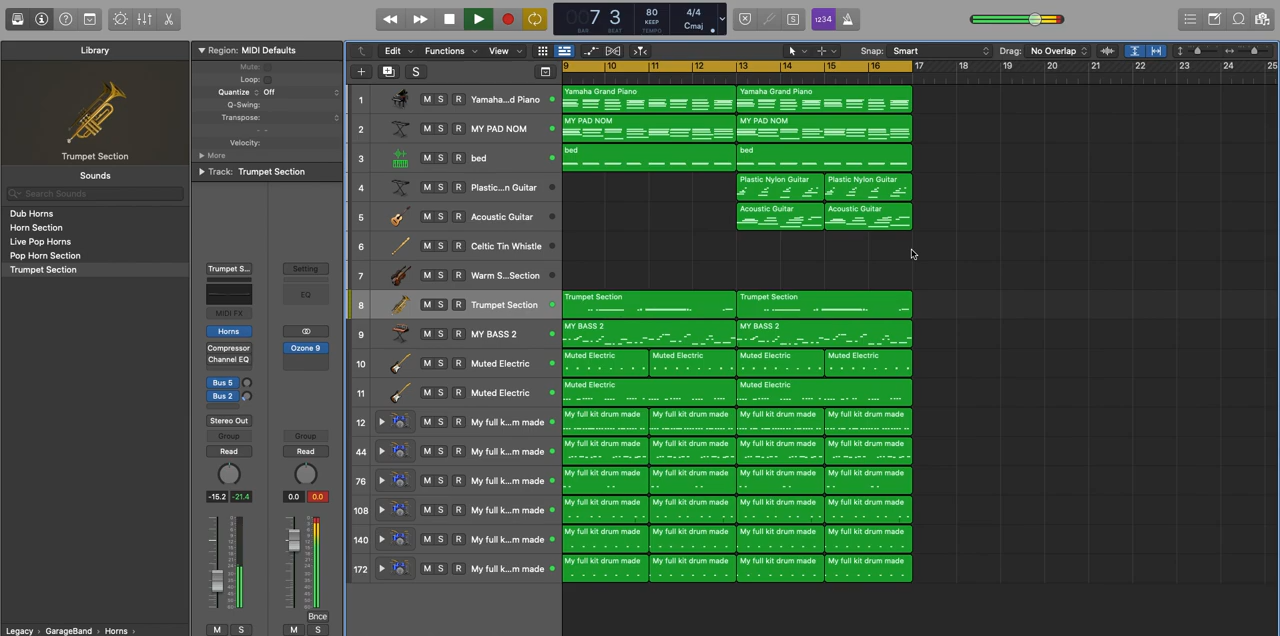 7 3
BAR BEAT
80
KEEP
TEMPO
4/4
Cmaj
1234
Library
Trumpet Section
Sounds
Search Sounds
Dub Horns
Horn Section
Live Pop Horns
Pop Horn Section
Trumpet Section
Legacy › GarageBand › Horns ›
Region: MIDI Defaults
Mute:
Loop:
Quantize Off
Q-Swing:
Transpose:
Velocity:
More
Track: Trumpet Section
Trumpet S... Setting
EQ
MIDI FX
Horns
Compressor Ozone 9
Channel EQ
Bus 5
Bus 2
Stereo Out
Group Group
Read Read
-15.2 -21.4 0.0 0.0
Bnce
M S M S
Edit Functions View Snap: Smart Drag: No Overlap
S
9 10 11 12 13 14 15 16 17 18 19 20 21 22 23 24 25
1 M S R Yamaha...d Piano Yamaha Grand Piano Yamaha Grand Piano
2 M S R MY PAD NOM MY PAD NOM MY PAD NOM
3 M S R bed bed bed
4 M S R Plastic...n Guitar Plastic Nylon Guitar Plastic Nylon Guitar
5 M S R Acoustic Guitar Acoustic Guitar Acoustic Guitar
6 M S R Celtic Tin Whistle
7 M S R Warm S...Section
8 M S R Trumpet Section Trumpet Section Trumpet Section
9 M S R MY BASS 2 MY BASS 2 MY BASS 2
10 M S R Muted Electric Muted Electric Muted Electric Muted Electric Muted Electric
11 M S R Muted Electric Muted Electric Muted Electric
12 M S R My full k...m made My full kit drum made My full kit drum made My full kit drum made My full kit drum made
44 M S R My full k...m made My full kit drum made My full kit drum made My full kit drum made My full kit drum made
76 M S R My full k...m made My full kit drum made My full kit drum made My full kit drum made My full kit drum made
108 M S R My full k...m made My full kit drum made My full kit drum made My full kit drum made My full kit drum made
140 M S R My full k...m made My full kit drum made My full kit drum made My full kit drum made My full kit drum made
172 M S R My full k...m made My full kit drum made My full kit drum made My full kit drum made My full kit drum made